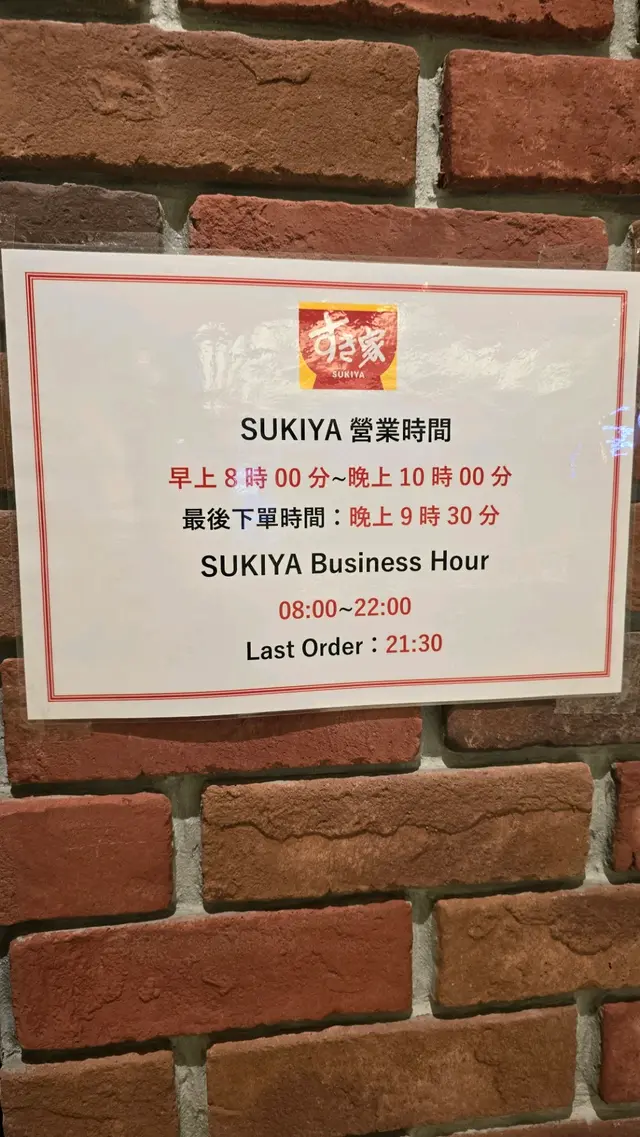 すき家
SUKIYA
SUKIYA 營業時間
早上 8 時 00 分~晚上 10 時 00 分
最後下單時間：晚上 9 時 30 分
SUKIYA Business Hour
08:00~22:00
Last Order：21:30